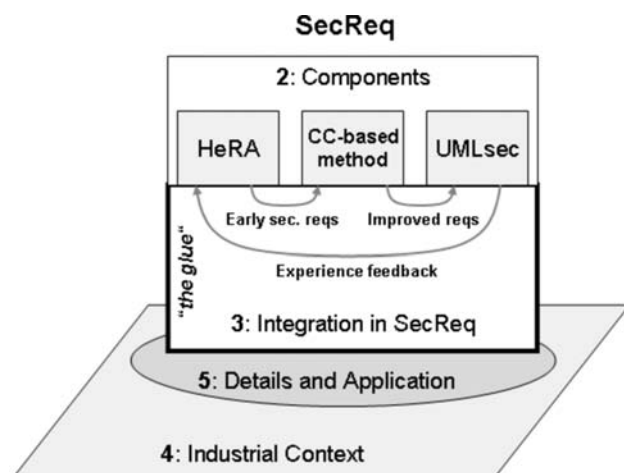 SecReq
2: Components
HeRA
CC-based
method
UMLsec
Early sec. reqs
Improved reqs
Experience feedback
"the glue"
3: Integration in SecReq
5: Details and Application
4: Industrial Context